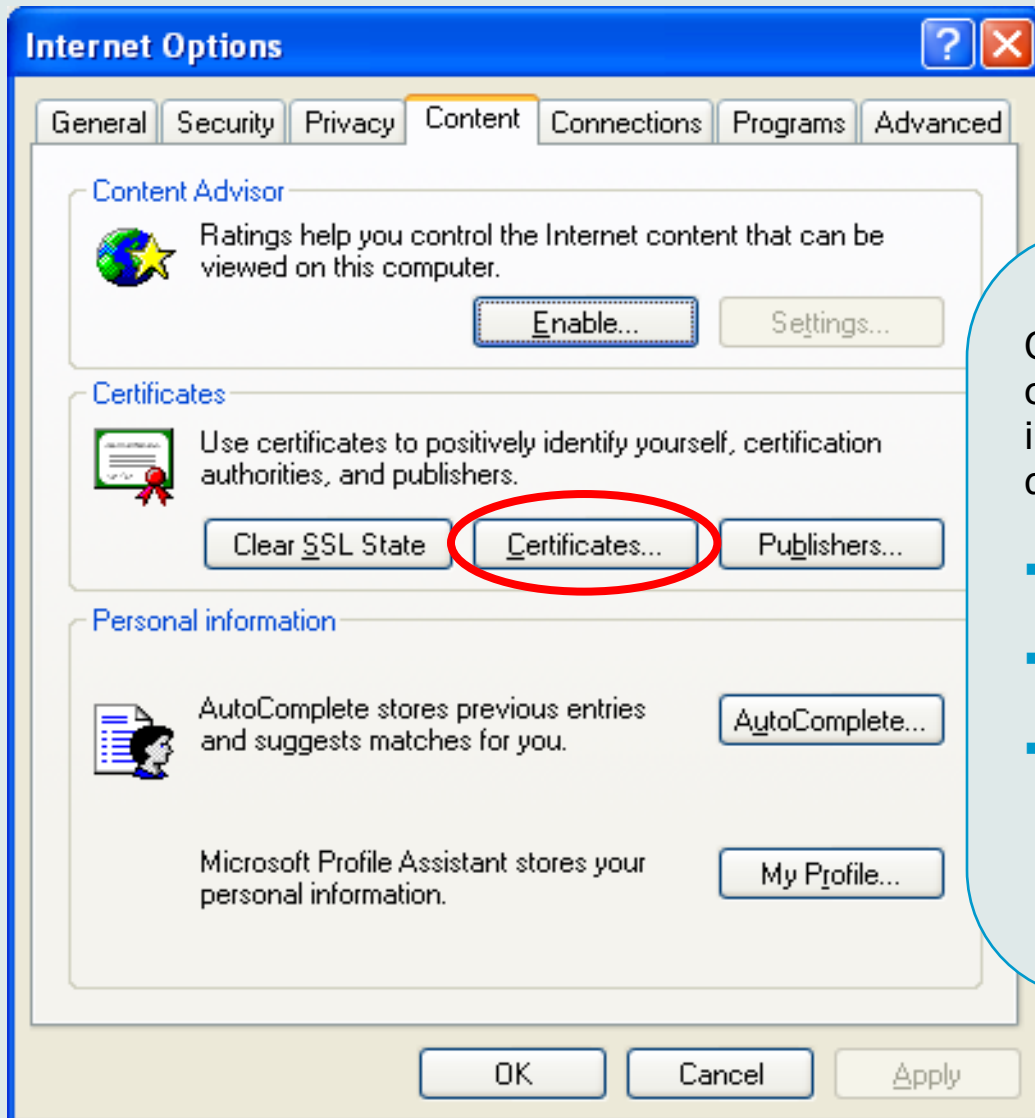 Internet Options
General Security Privacy Content Connections Programs Advanced
Content Advisor
Ratings help you control the Internet content that can be
viewed on this computer.
Enable... Settings...
Certificates
Use certificates to positively identify yourself, certification
authorities, and publishers.
Clear SSL State Certificates... Publishers...
Personal information
AutoComplete stores previous entries
and suggests matches for you.
AutoComplete...
Microsoft Profile Assistant stores your
personal information.
My Profile...
OK Cancel Apply